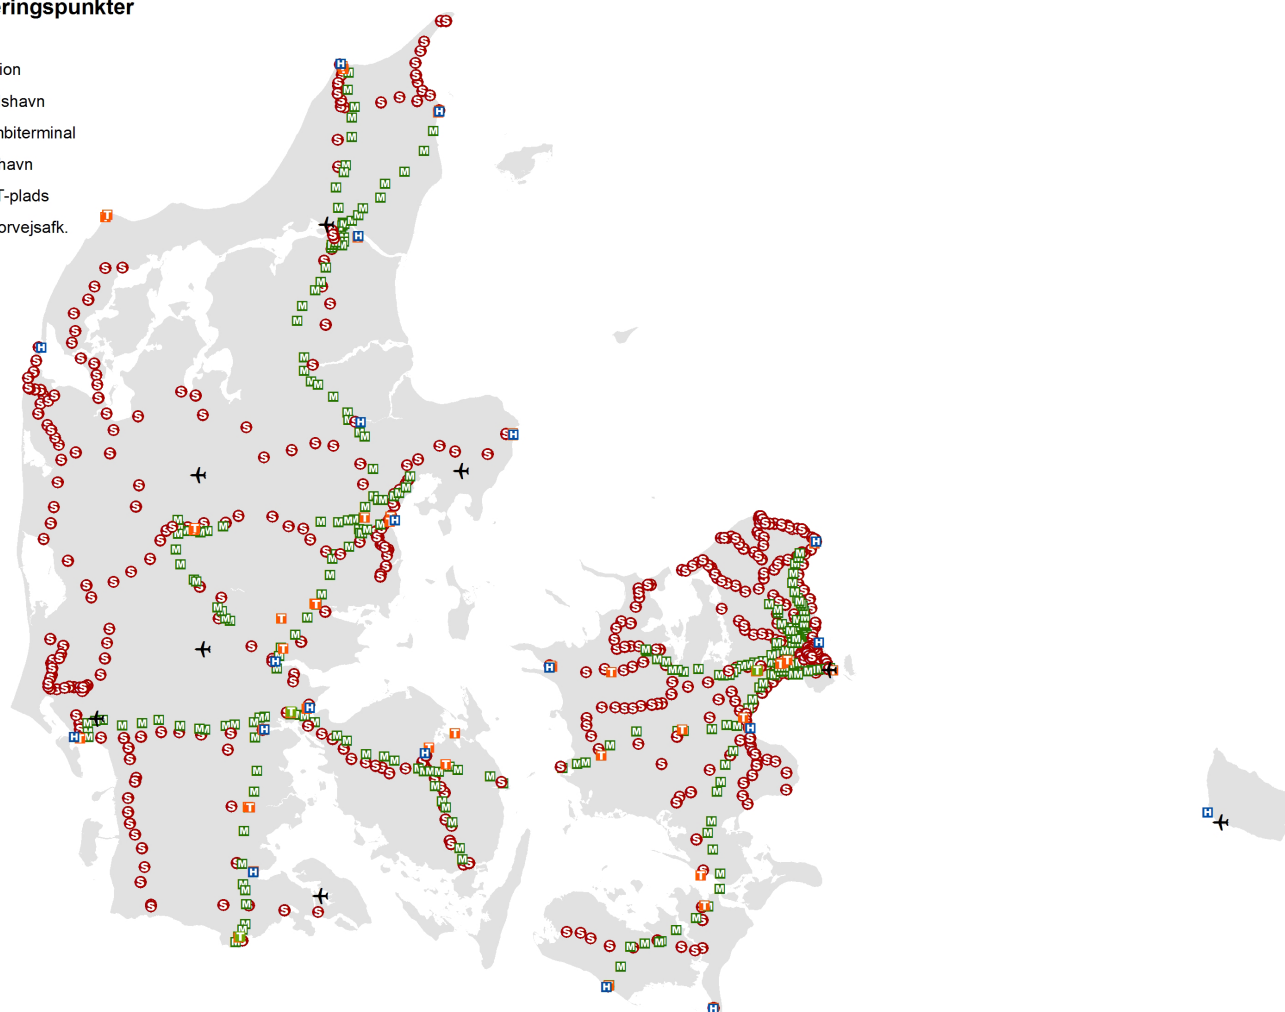 eringspunkter
ion
shavn
nbiterminal
havn
T-plads
orvejsafk.